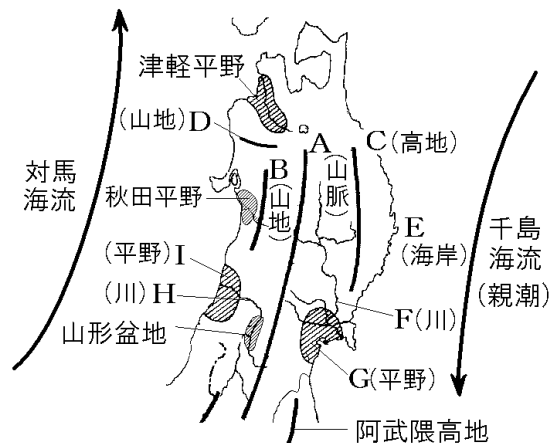 津軽平野
(山地)D
A
C(高地)
B
(山地)
(山脈)
対馬
海流
秋田平野
E
(海岸)
千島
海流
(親潮)
(平野)I
(川)H
F(川)
山形盆地
G(平野)
阿武隈高地